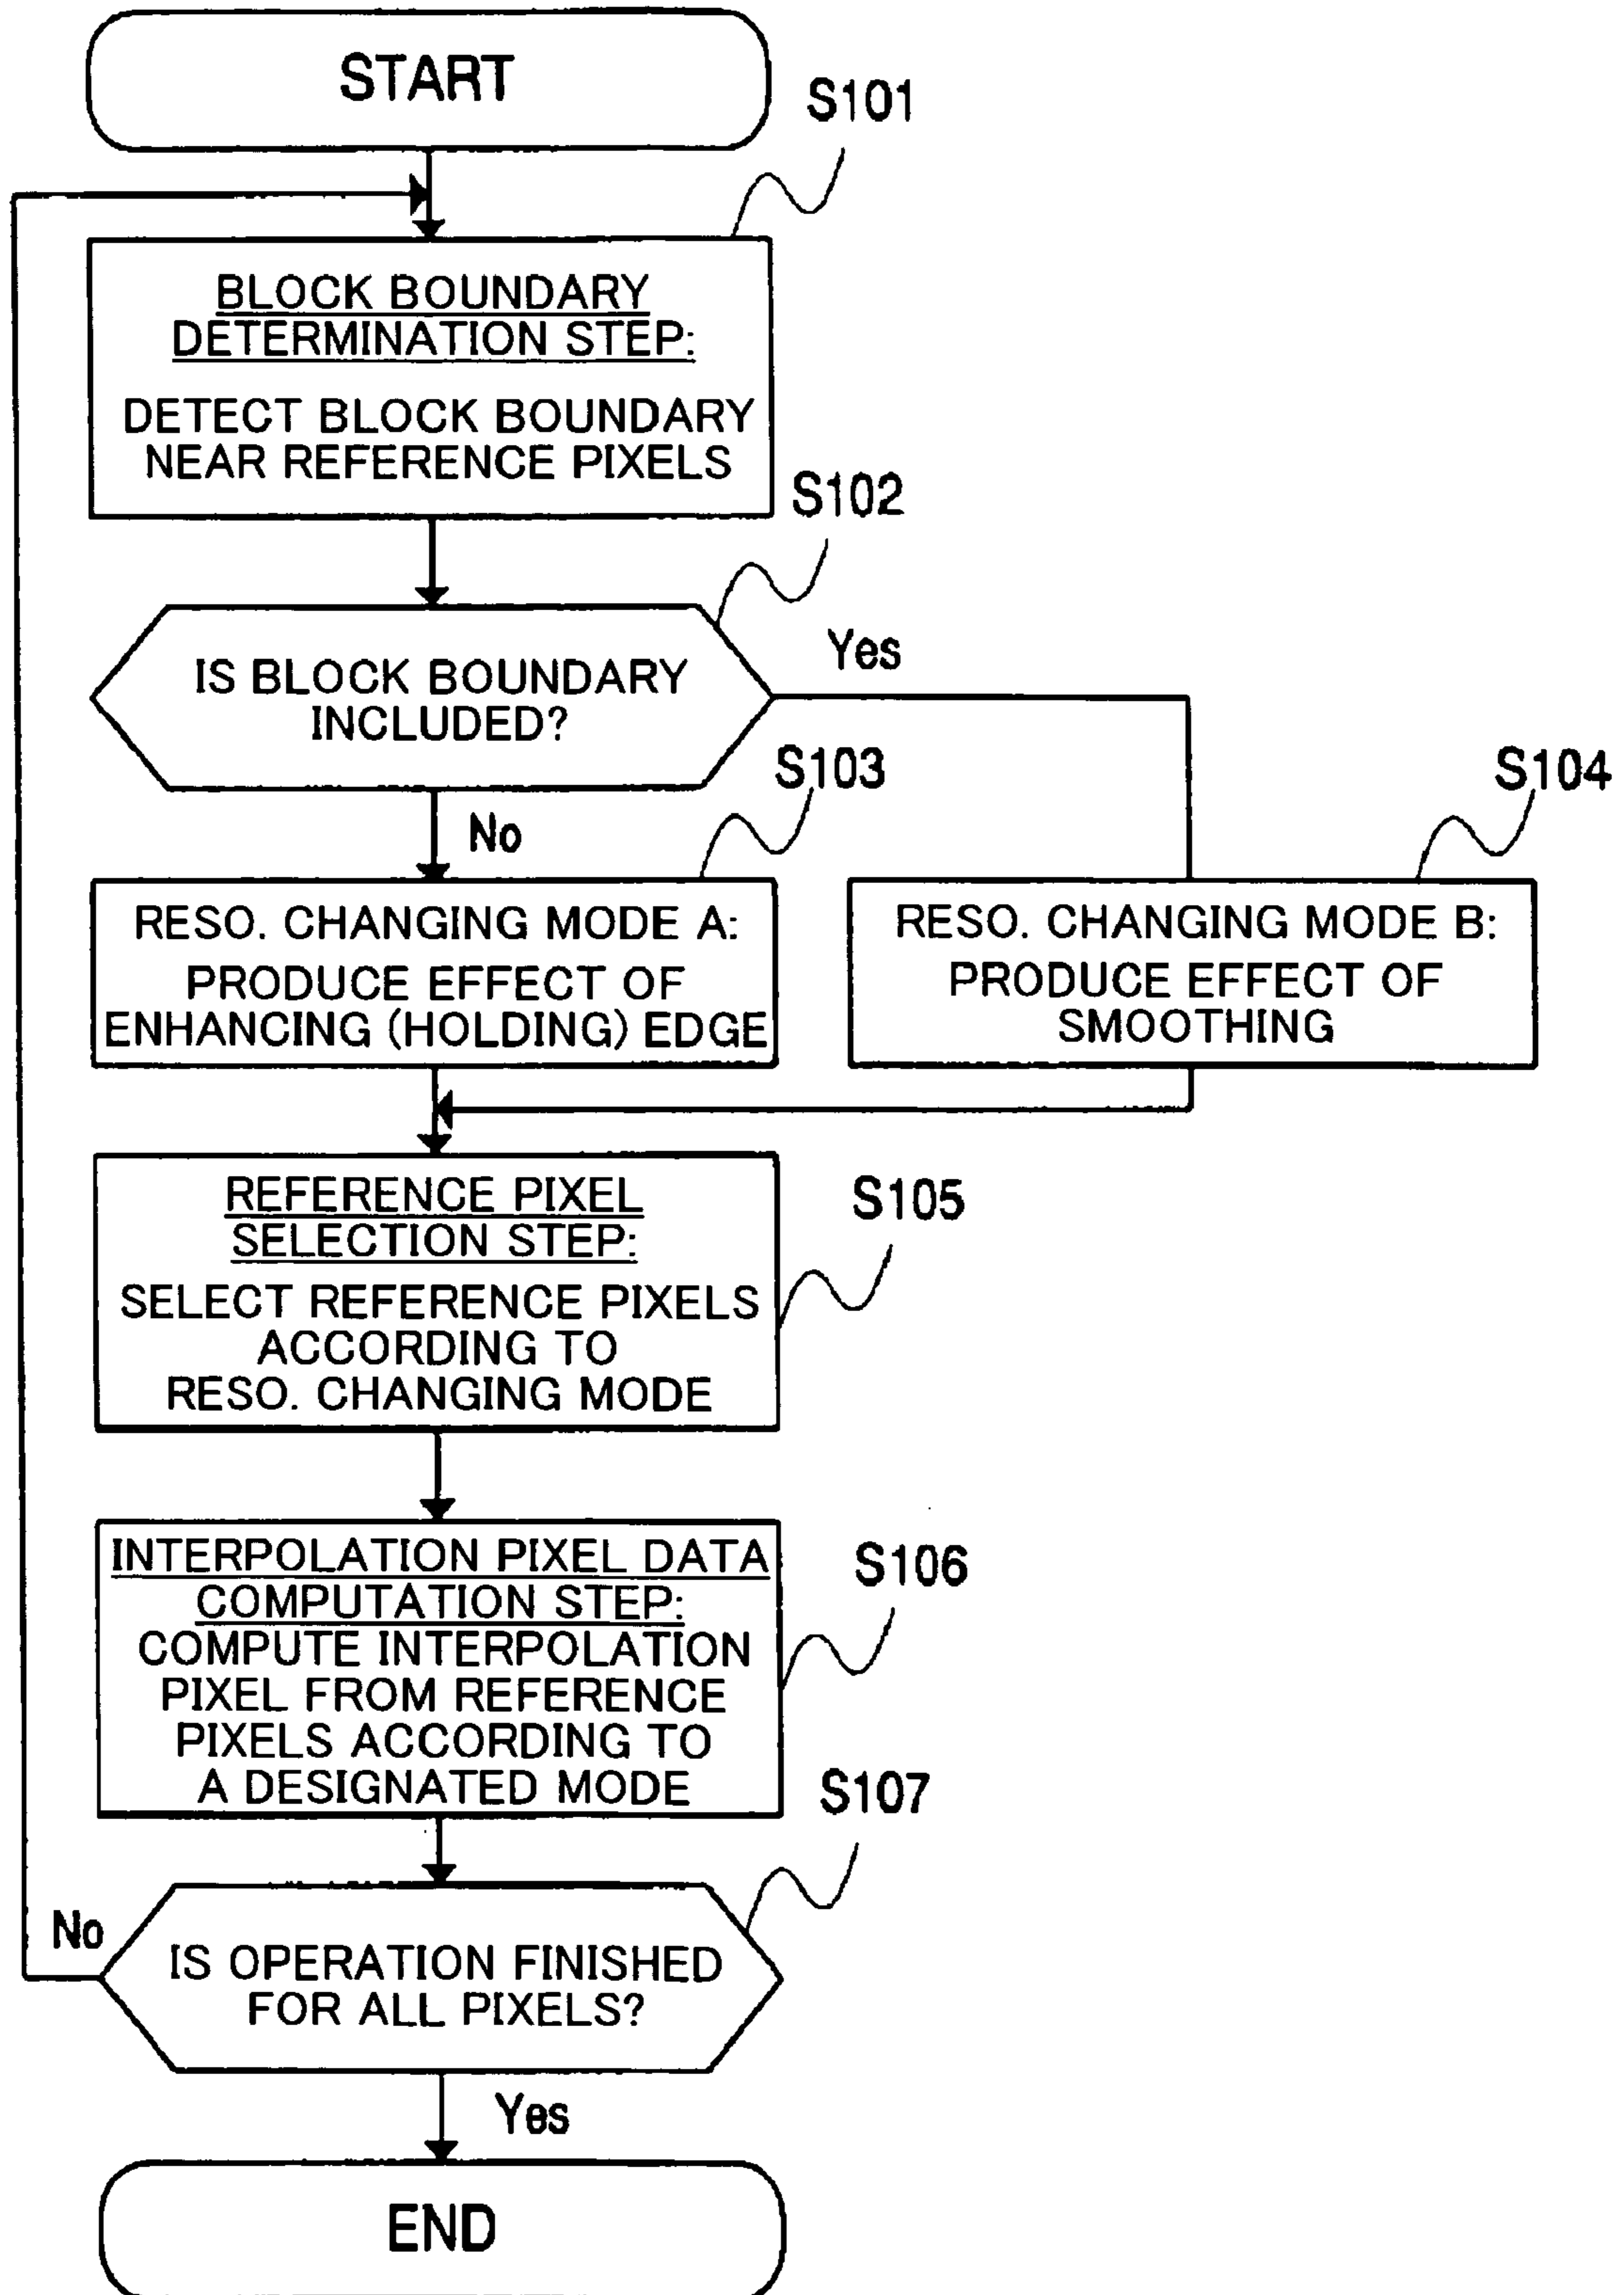 START
S101
BLOCK BOUNDARY
DETERMINATION STEP:
DETECT BLOCK BOUNDARY
NEAR REFERENCE PIXELS
S102
IS BLOCK BOUNDARY
INCLUDED?
Yes
No
S103
RESO. CHANGING MODE A:
PRODUCE EFFECT OF
ENHANCING (HOLDING) EDGE
S104
RESO. CHANGING MODE B:
PRODUCE EFFECT OF
SMOOTHING
REFERENCE PIXEL
SELECTION STEP:
SELECT REFERENCE PIXELS
ACCORDING TO
RESO. CHANGING MODE
S105
INTERPOLATION PIXEL DATA
COMPUTATION STEP:
COMPUTE INTERPOLATION
PIXEL FROM REFERENCE
PIXELS ACCORDING TO
A DESIGNATED MODE
S106
S107
No
IS OPERATION FINISHED
FOR ALL PIXELS?
Yes
END